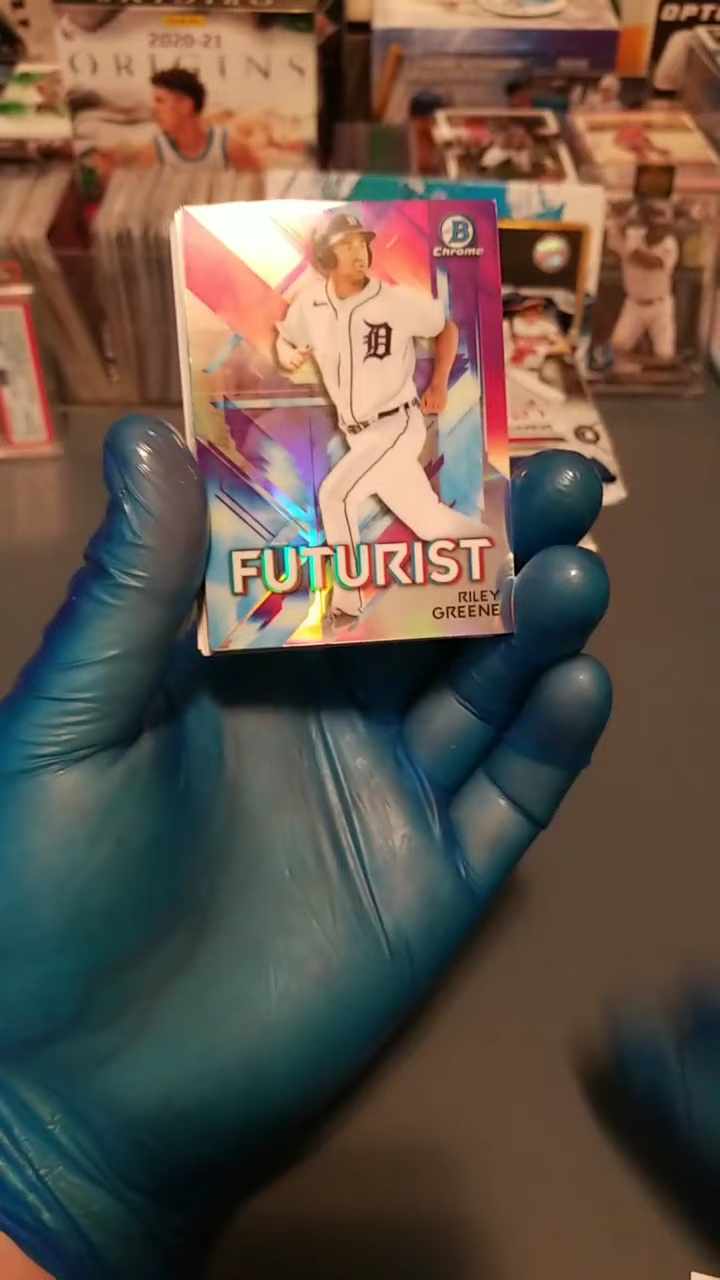 2020-21
ORIGINS
OPTI
B
Chrome
D
FUTURIST
RILEY
GREENE